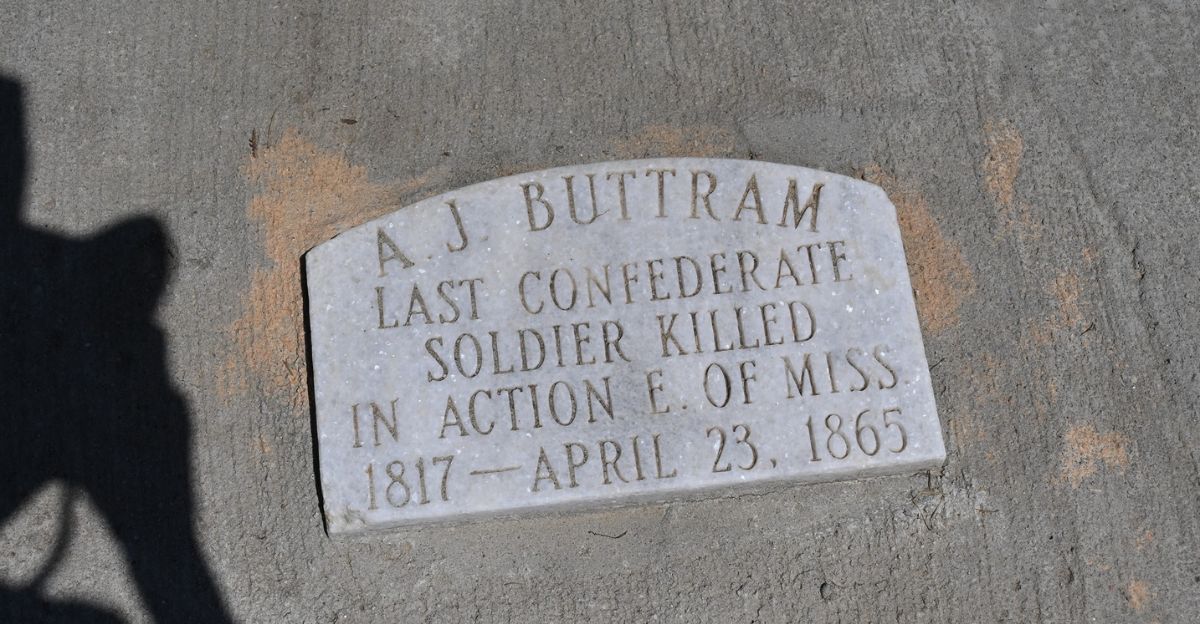 A. J. BUTTRAM
LAST CONFEDERATE
SOLDIER KILLED
IN ACTION E. OF MISS.
1817 — APRIL 23, 1865